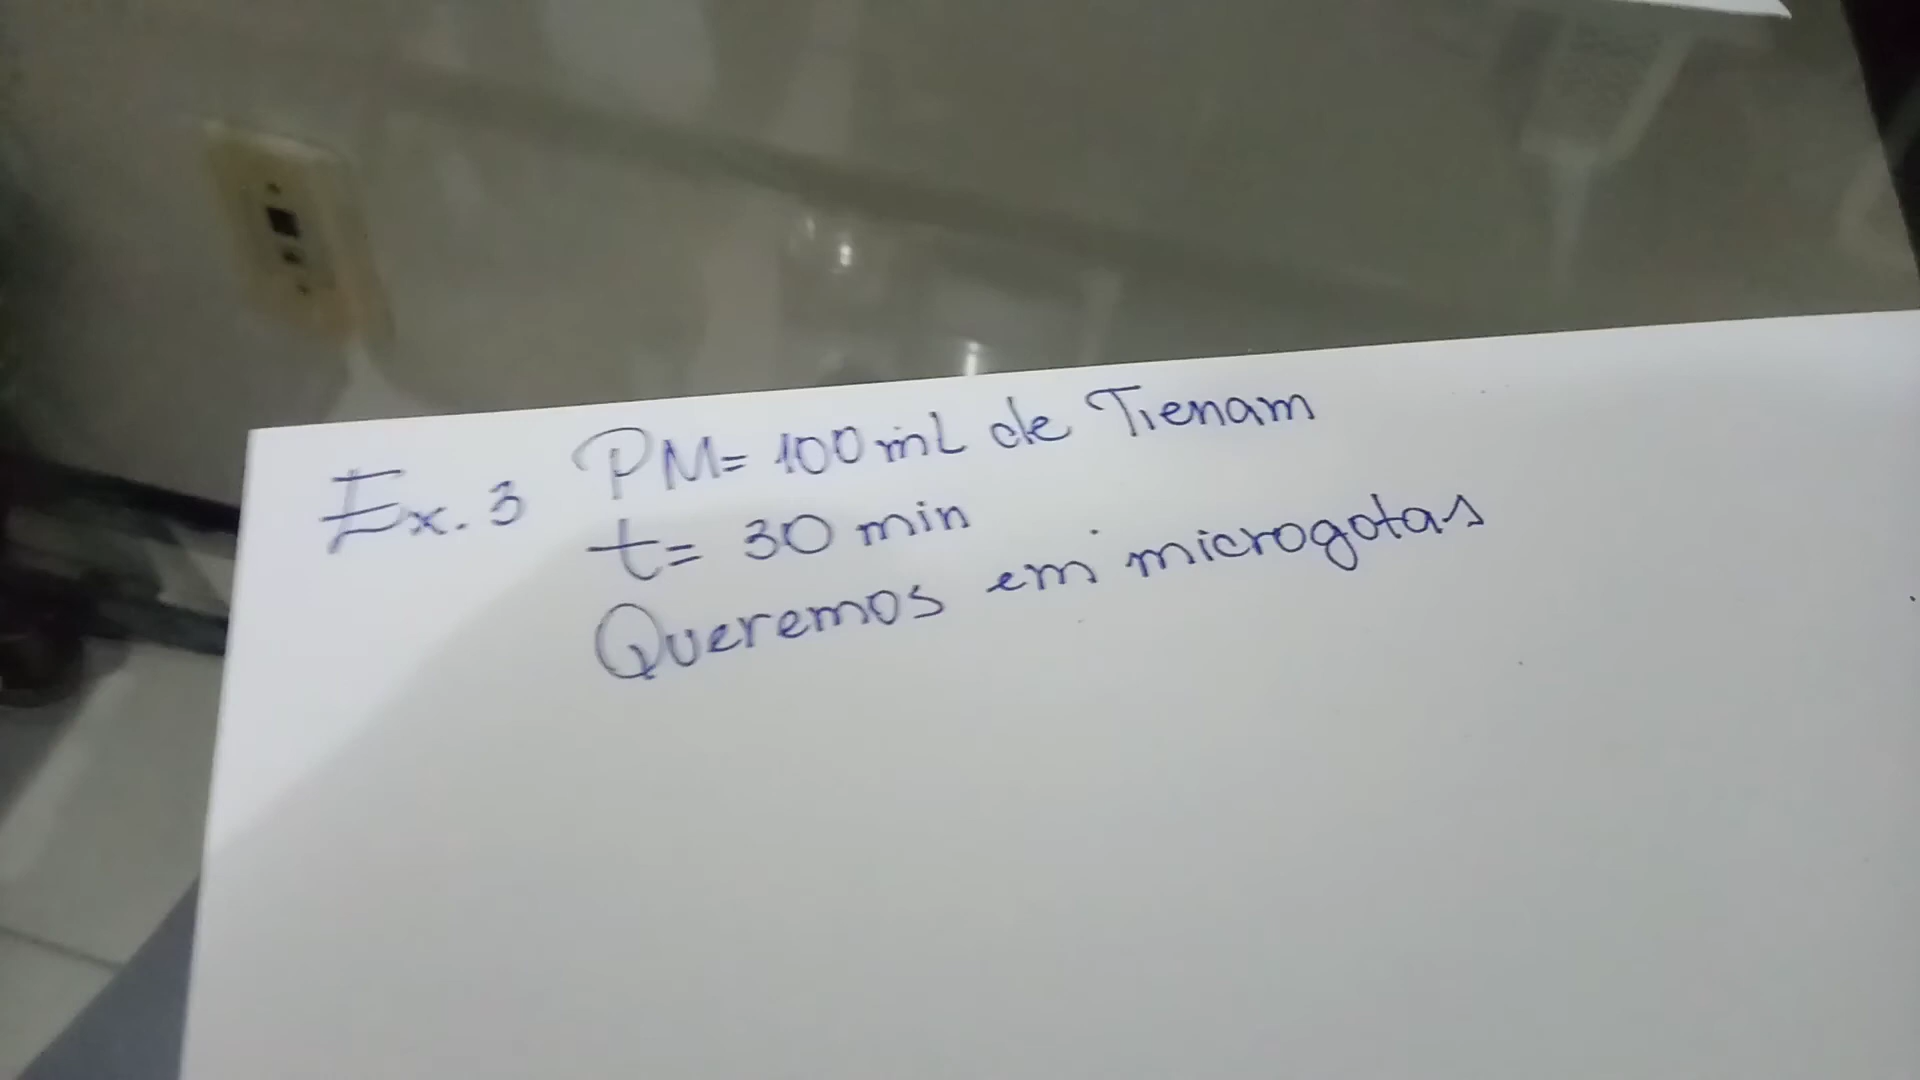 Ex. 3 PM= 100 mL de Tienam
t= 30 min
Queremos em microgotas